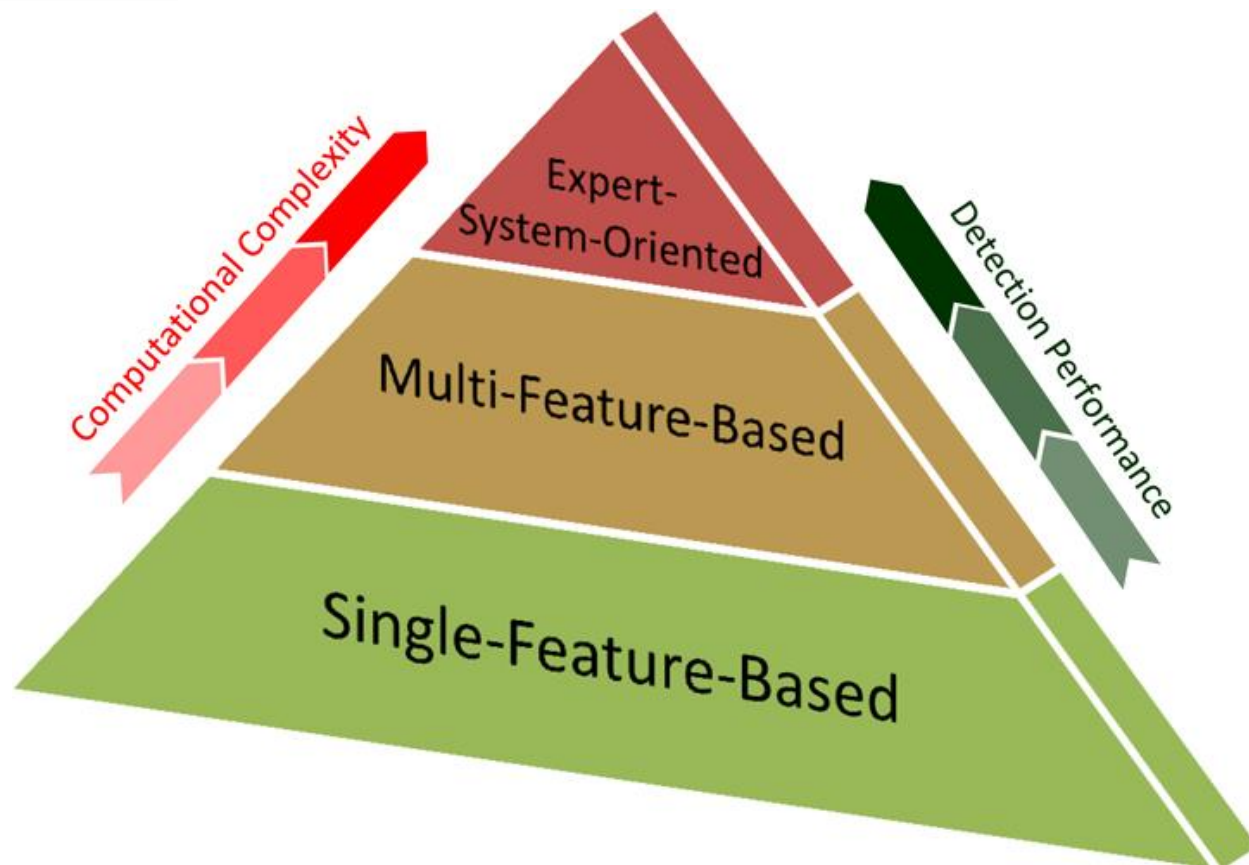 Computational Complexity
Expert-
System-Oriented
Detection Performance
Multi-Feature-Based
Single-Feature-Based